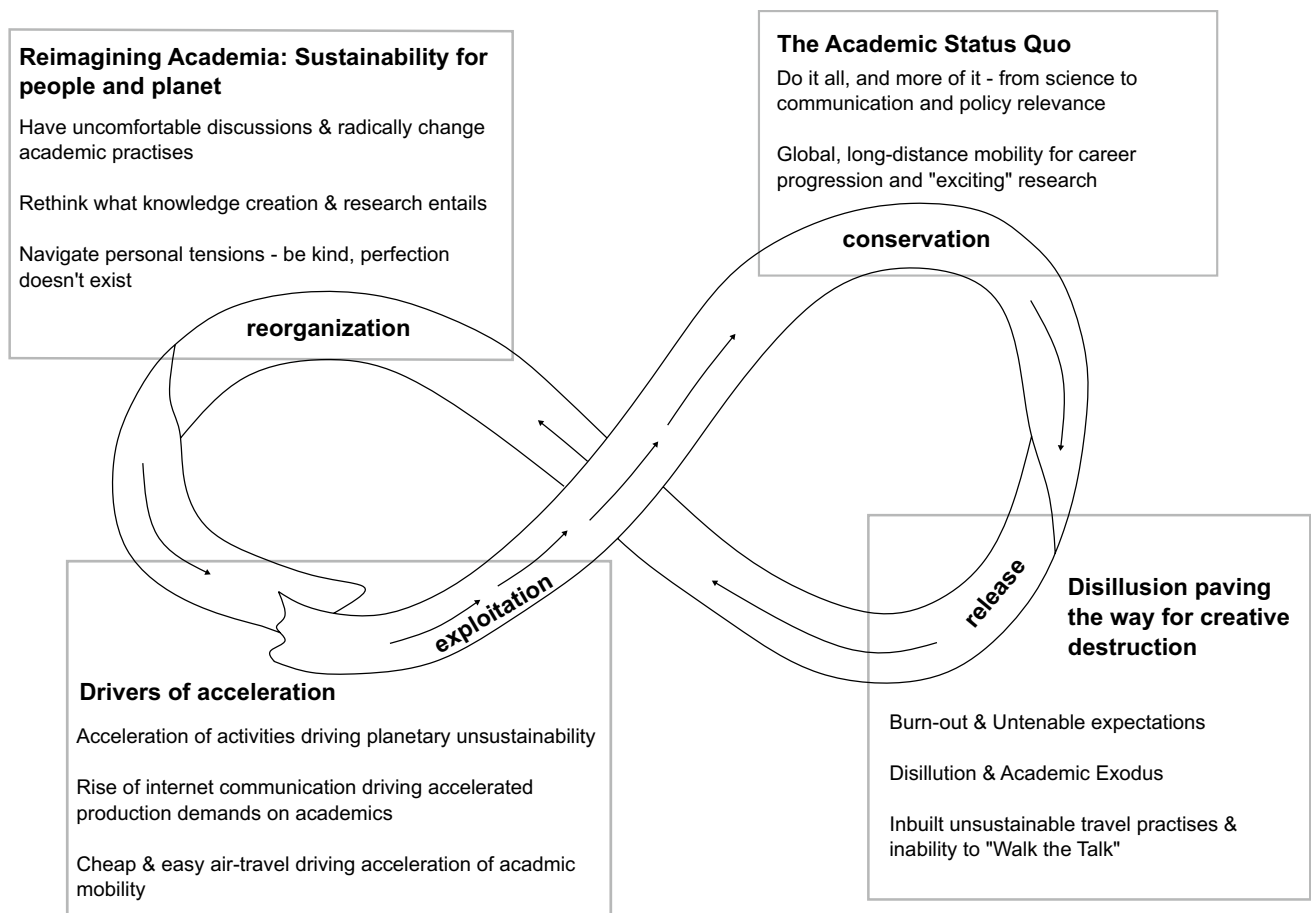 Reimagining Academia: Sustainability for
people and planet
Have uncomfortable discussions & radically change
academic practises
Rethink what knowledge creation & research entails
Navigate personal tensions - be kind, perfection
doesn't exist
reorganization
The Academic Status Quo
Do it all, and more of it - from science to
communication and policy relevance
Global, long-distance mobility for career
progression and "exciting" research
conservation
exploitation
Drivers of acceleration
Acceleration of activities driving planetary unsustainability
Rise of internet communication driving accelerated
production demands on academics
Cheap & easy air-travel driving acceleration of acadmic
mobility
release
Disillusion paving
the way for creative
destruction
Burn-out & Untenable expectations
Disillution & Academic Exodus
Inbuilt unsustainable travel practises &
inability to "Walk the Talk"